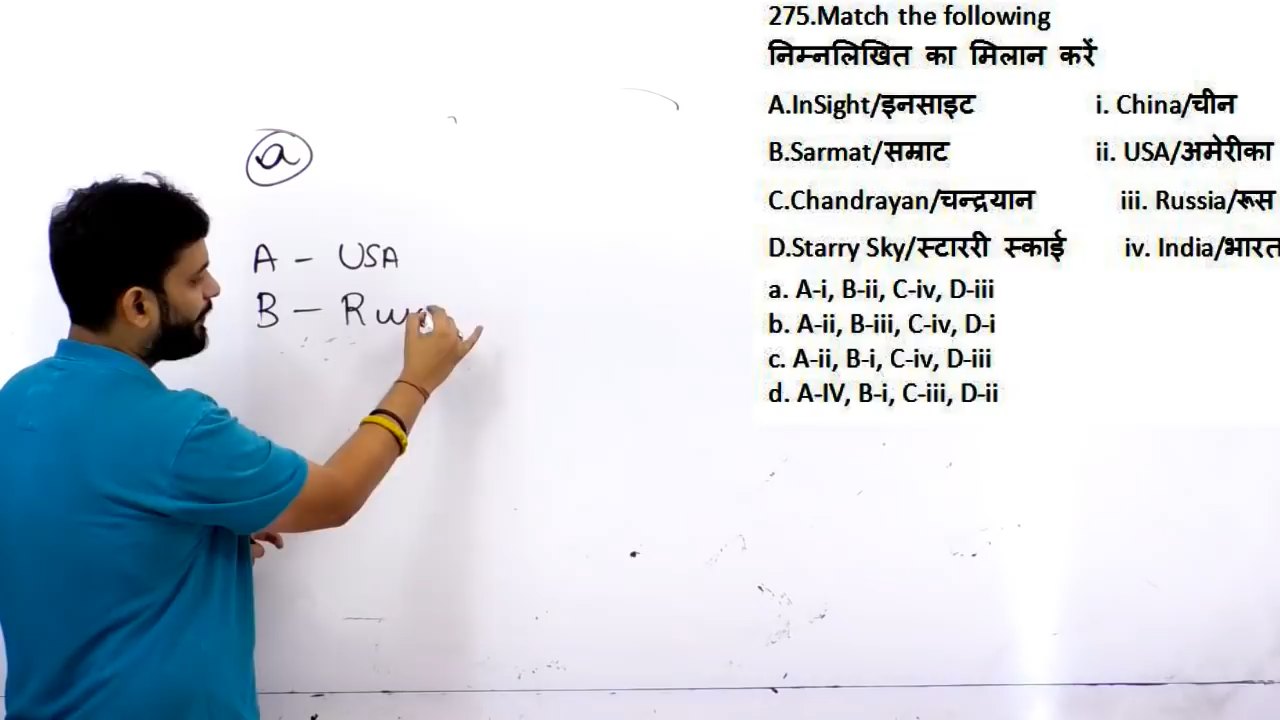 275.Match the following
निम्नलिखित का मिलान करें
A.InSight/इनसाइट i. China/चीन
B.Sarmat/सम्राट ii. USA/अमेरीका
C.Chandrayan/चन्द्रयान iii. Russia/रूस
D.Starry Sky/स्टाररी स्काई iv. India/भारत
a. A-i, B-ii, C-iv, D-iii
b. A-ii, B-iii, C-iv, D-i
c. A-ii, B-i, C-iv, D-iii
d. A-IV, B-i, C-iii, D-ii
a
A – USA
B –